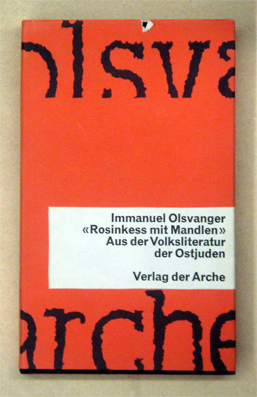 olsva
Immanuel Olsvanger
«Rosinkess mit Mandlen»
Aus der Volksliteratur
der Ostjuden
Verlag der Arche
arche